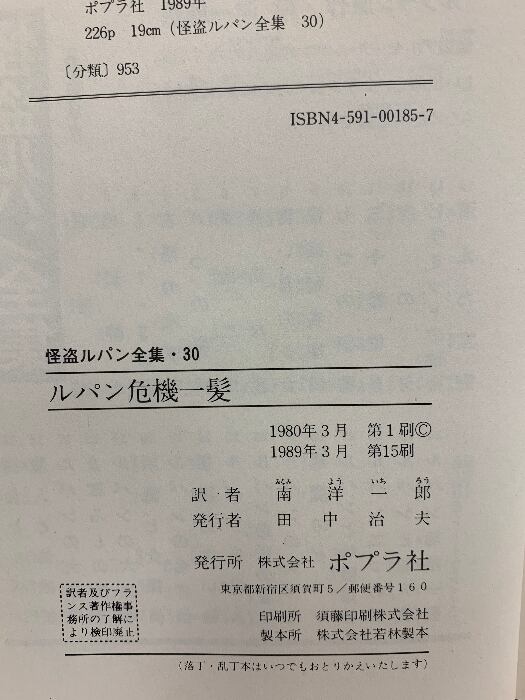 ポプラ社 1989年
226p 19cm（怪盗ルパン全集 30）
〔分類〕953
ISBN4-591-00185-7
怪盗ルパン全集・30
ルパン危機一髪
1980年3月 第1刷©
1989年3月 第15刷
みなみ よう いち ろう
訳者 南洋一郎
発行者 田中治夫
発行所 株式会社 ポプラ社
東京都新宿区須賀町5／郵便番号160
印刷所 須藤印刷株式会社
製本所 株式会社若林製本
訳者及びフラ
ンス著作権事
務所の了解に
より検印廃止
（落丁・乱丁本はいつでもおとりかえいたします）